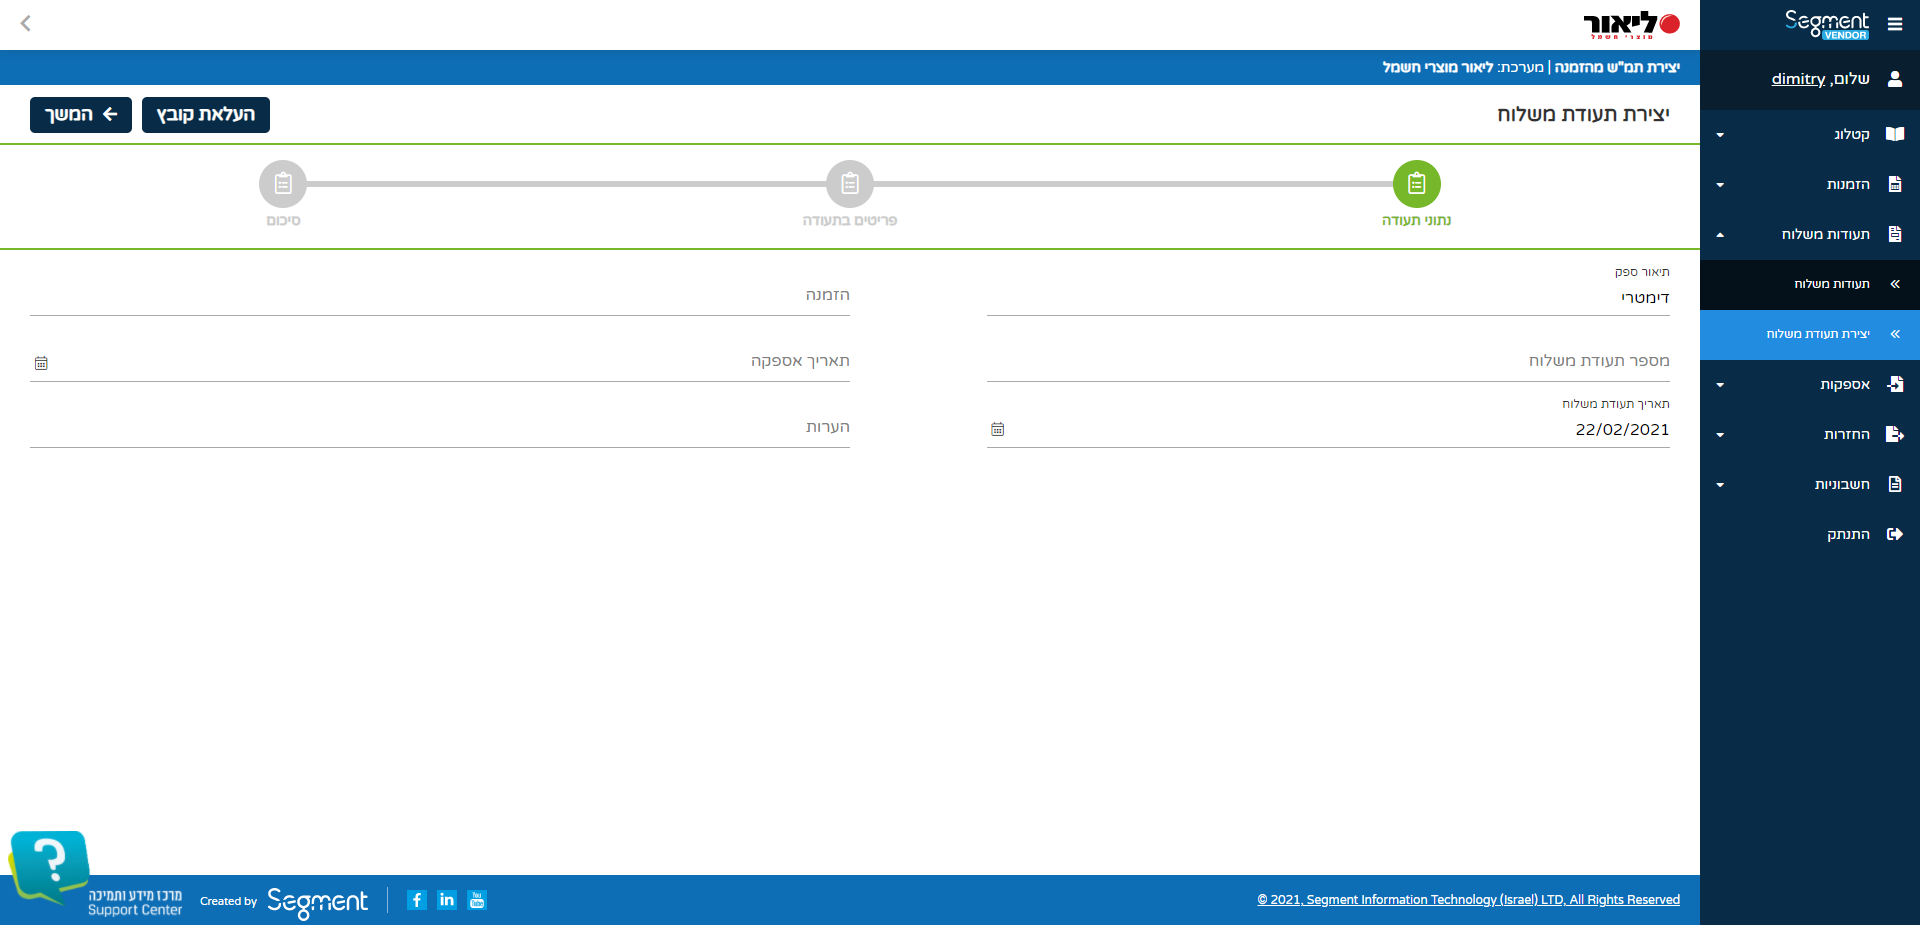 Segment
VENDOR
ליאור
מוצרי חשמל
שלום, dimitry
קטלוג
הזמנות
תעודות משלוח
תעודות משלוח
יצירת תעודת משלוח
אספקות
החזרות
חשבוניות
התנתק
יצירת תמ"ש מהזמנה | מערכת: ליאור מוצרי חשמל
יצירת תעודת משלוח
העלאת קובץ
המשך
נתוני תעודה
פריטים בתעודה
סיכום
תיאור ספק
דימטרי
הזמנה
מספר תעודת משלוח
תאריך אספקה
תאריך תעודת משלוח
22/02/2021
הערות
?
מרכז מידע ותמיכה
Support Center
Created by Segment
f
in
You
Tube
© 2021, Segment Information Technology (Israel) LTD, All Rights Reserved